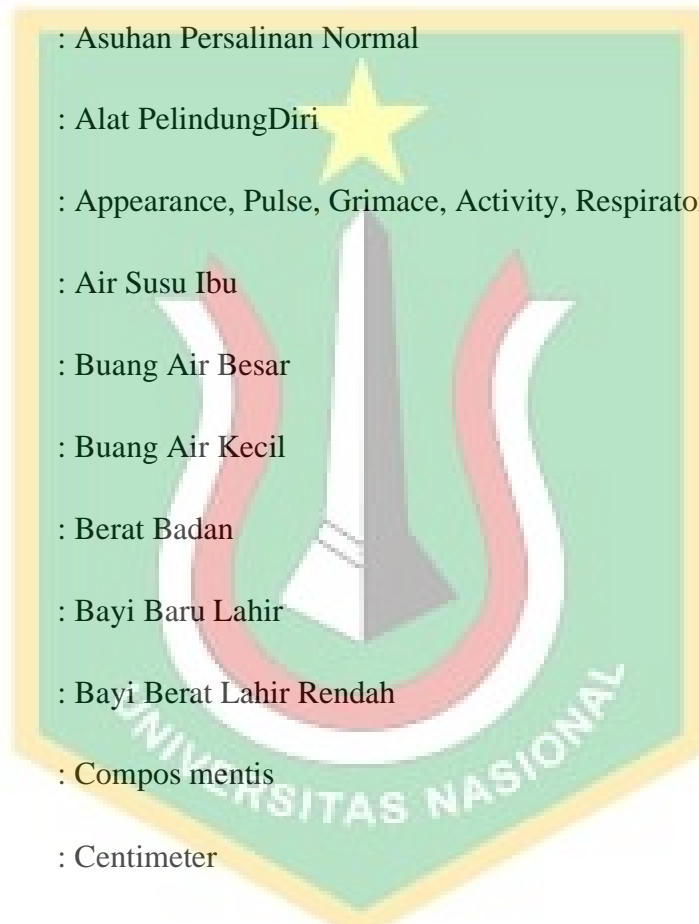 : Asuhan Persalinan Normal
: Alat PelindungDiri
: Appearance, Pulse, Grimace, Activity,
: Air Susu Ibu
: Buang Air Besar
: Buang Air Kecil
: Berat Badan
: Bayi Baru Lahir
: Bayi Berat Lahir Rendah
: Compos mentis
: Centimeter
UNIVERSITAS NASIONAL